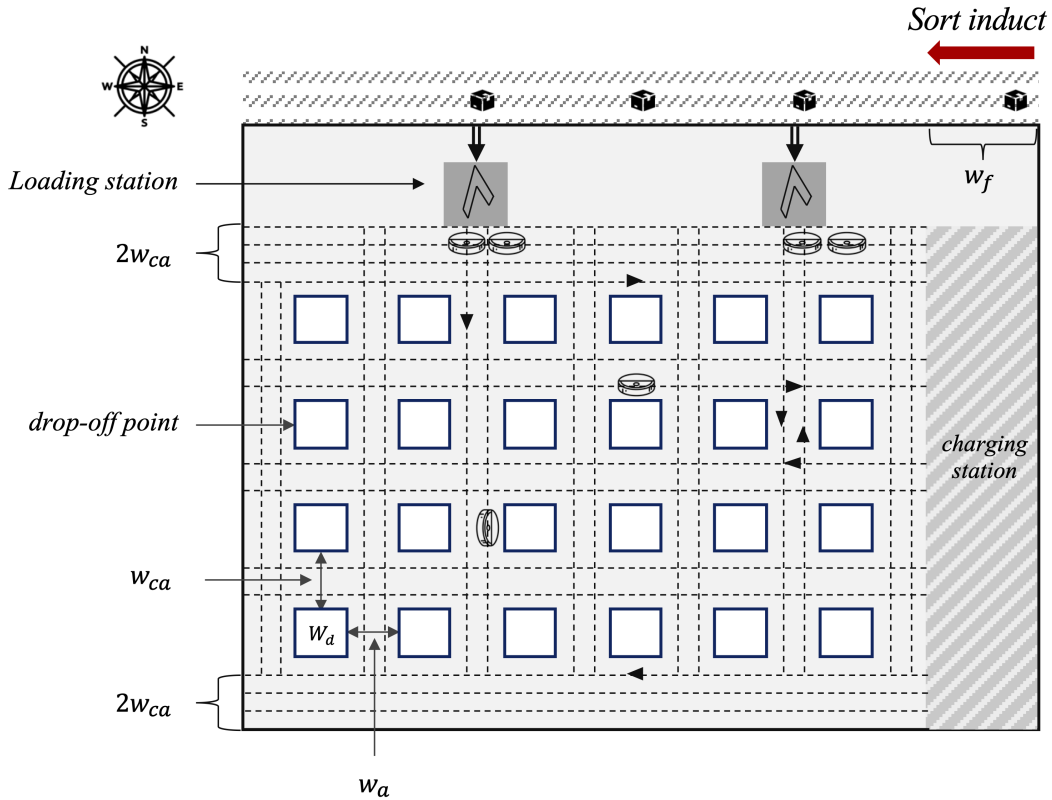 Sort induct
N
W
E
S
w_f
Loading station
2w_ca
drop-off point
charging
station
w_ca
W_d
2w_ca
w_a